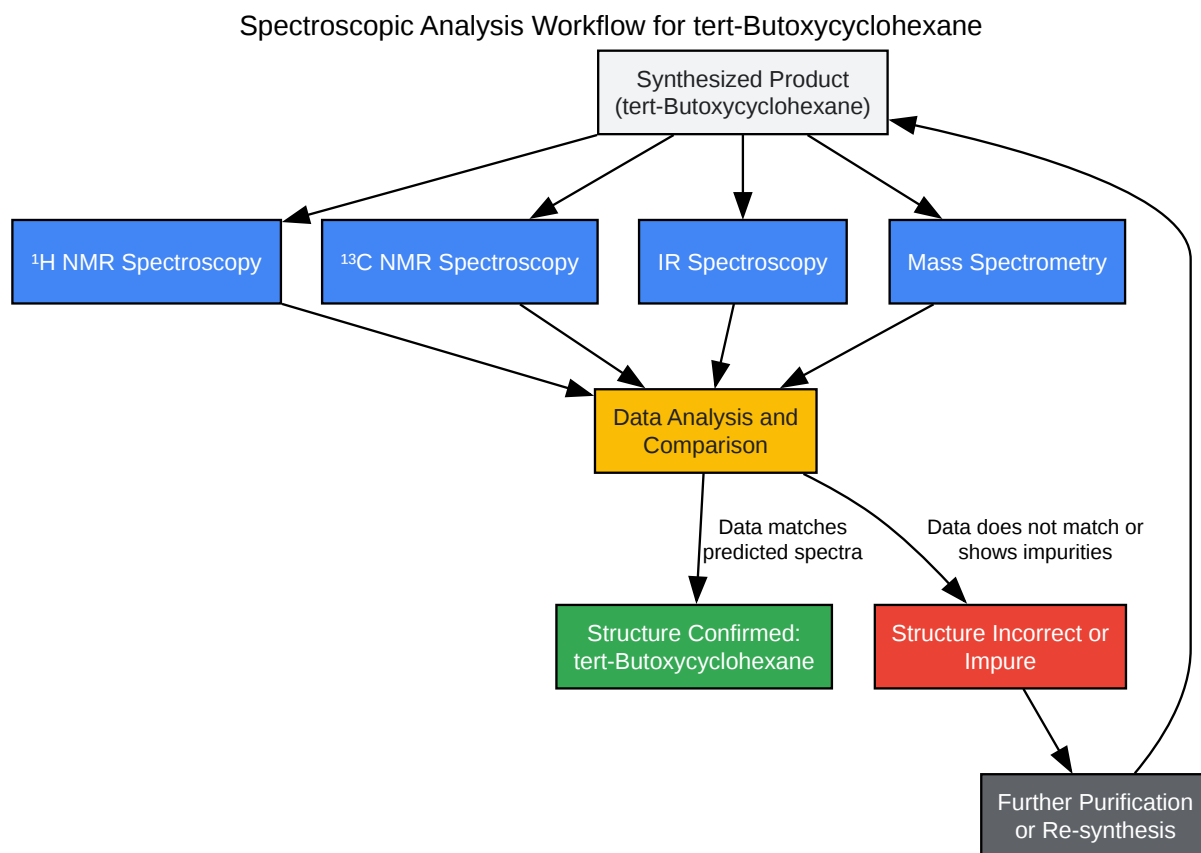 Spectroscopic Analysis Workflow for tert-Butoxycyclohexane
Synthesized Product
(tert-Butoxycyclohexane)
¹H NMR Spectroscopy
¹³C NMR Spectroscopy
IR Spectroscopy
Mass Spectrometry
Data Analysis and
Comparison
Data matches
predicted spectra
Data does not match or
shows impurities
Structure Confirmed:
tert-Butoxycyclohexane
Structure Incorrect or
Impure
Further Purification
or Re-synthesis